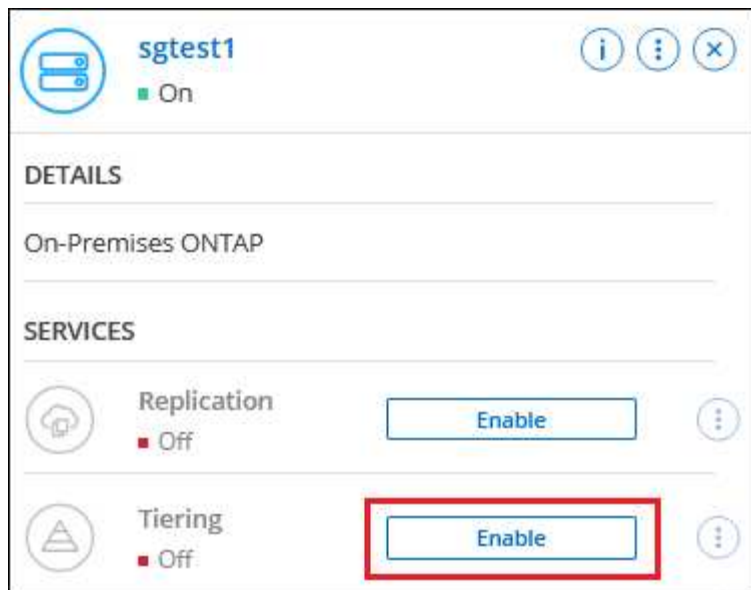 sgtest1
On
DETAILS
On-Premises ONTAP
SERVICES
Replication
Off
Enable
Tiering
Off
Enable